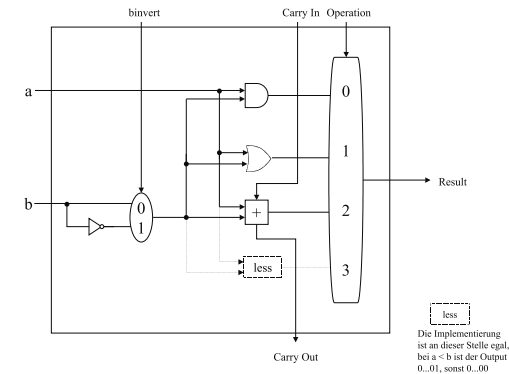 binvert
Carry In
Operation
a
0
1
b
0
1
+
2
less
3
Result
Carry Out
less
Die Implementierung
ist an dieser Stelle egal,
bei a < b ist der Output
0...01, sonst 0...00